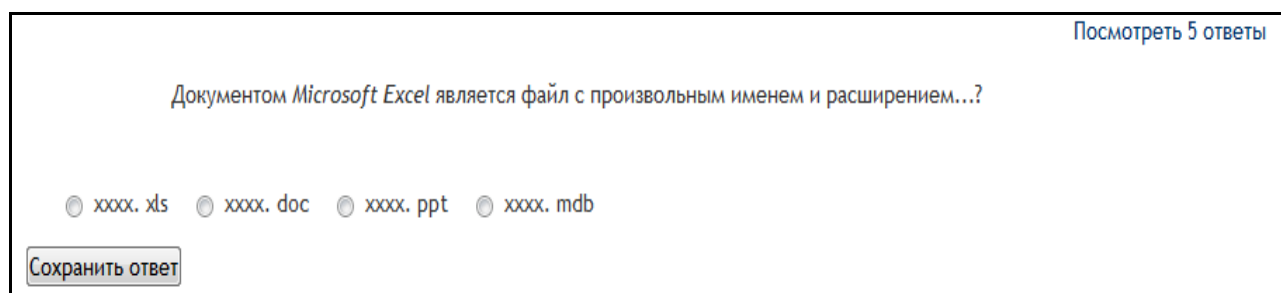 Посмотреть 5 ответы
Документом Microsoft Excel является файл с произвольным именем и расширением...?
xxxx. xls xxxx. doc xxxx. ppt xxxx. mdb
Сохранить ответ